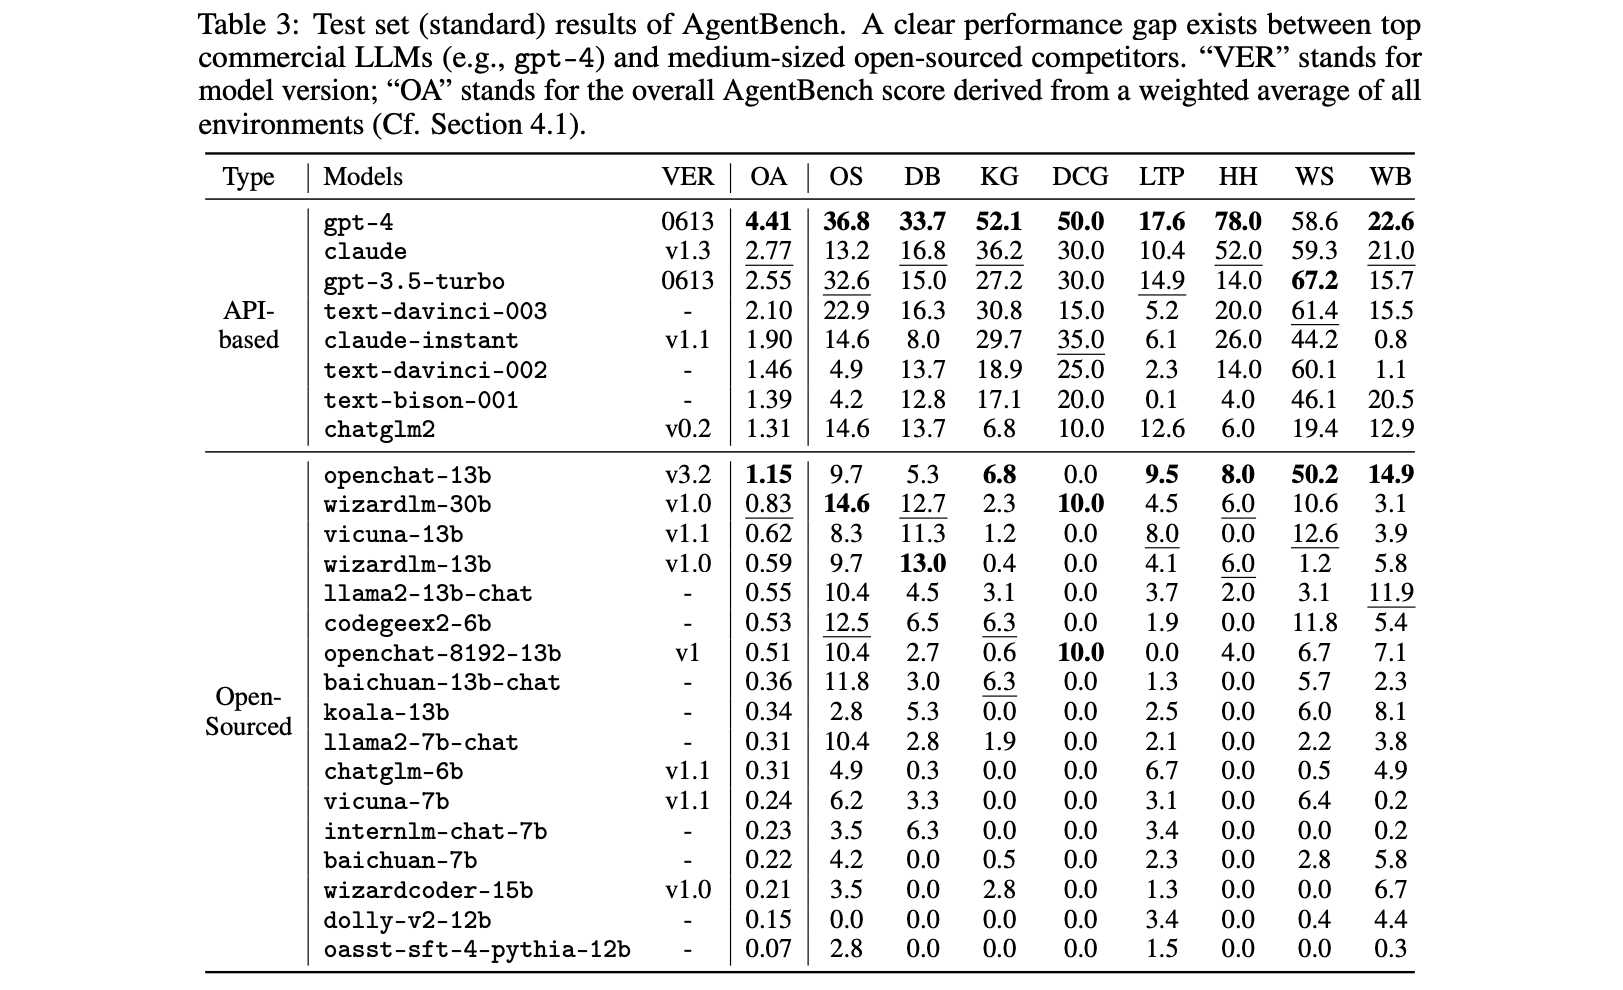 Table 3: Test set (standard) results of AgentBench. A clear performance gap exists between top
commercial LLMs (e.g., gpt-4) and medium-sized open-sourced competitors. “VER” stands for
model version; “OA” stands for the overall AgentBench score derived from a weighted average of all
environments (Cf. Section 4.1).
Type Models VER OA OS DB KG DCG LTP HH WS WB
API-
based
gpt-4 0613 4.41 36.8 33.7 52.1 50.0 17.6 78.0 58.6 22.6
claude v1.3 2.77 13.2 16.8 36.2 30.0 10.4 52.0 59.3 21.0
gpt-3.5-turbo 0613 2.55 32.6 15.0 27.2 30.0 14.9 14.0 67.2 15.7
text-davinci-003 - 2.10 22.9 16.3 30.8 15.0 5.2 20.0 61.4 15.5
claude-instant v1.1 1.90 14.6 8.0 29.7 35.0 6.1 26.0 44.2 0.8
text-davinci-002 - 1.46 4.9 13.7 18.9 25.0 2.3 14.0 60.1 1.1
text-bison-001 - 1.39 4.2 12.8 17.1 20.0 0.1 4.0 46.1 20.5
chatglm2 v0.2 1.31 14.6 13.7 6.8 10.0 12.6 6.0 19.4 12.9
Open-
Sourced
openchat-13b v3.2 1.15 9.7 5.3 6.8 0.0 9.5 8.0 50.2 14.9
wizardlm-30b v1.0 0.83 14.6 12.7 2.3 10.0 4.5 6.0 10.6 3.1
vicuna-13b v1.1 0.62 8.3 11.3 1.2 0.0 8.0 0.0 12.6 3.9
wizardlm-13b v1.0 0.59 9.7 13.0 0.4 0.0 4.1 6.0 1.2 5.8
llama2-13b-chat - 0.55 10.4 4.5 3.1 0.0 3.7 2.0 3.1 11.9
codegeex2-6b - 0.53 12.5 6.5 6.3 0.0 1.9 0.0 11.8 5.4
openchat-8192-13b v1 0.51 10.4 2.7 0.6 10.0 0.0 4.0 6.7 7.1
baichuan-13b-chat - 0.36 11.8 3.0 6.3 0.0 1.3 0.0 5.7 2.3
koala-13b - 0.34 2.8 5.3 0.0 0.0 2.5 0.0 6.0 8.1
llama2-7b-chat - 0.31 10.4 2.8 1.9 0.0 2.1 0.0 2.2 3.8
chatglm-6b v1.1 0.31 4.9 0.3 0.0 0.0 6.7 0.0 0.5 4.9
vicuna-7b v1.1 0.24 6.2 3.3 0.0 0.0 3.1 0.0 6.4 0.2
internlm-chat-7b - 0.23 3.5 6.3 0.0 0.0 3.4 0.0 0.0 0.2
baichuan-7b - 0.22 4.2 0.0 0.5 0.0 2.3 0.0 2.8 5.8
wizardcoder-15b v1.0 0.21 3.5 0.0 2.8 0.0 1.3 0.0 0.0 6.7
dolly-v2-12b - 0.15 0.0 0.0 0.0 0.0 3.4 0.0 0.4 4.4
oasst-sft-4-pythia-12b - 0.07 2.8 0.0 0.0 0.0 1.5 0.0 0.0 0.3